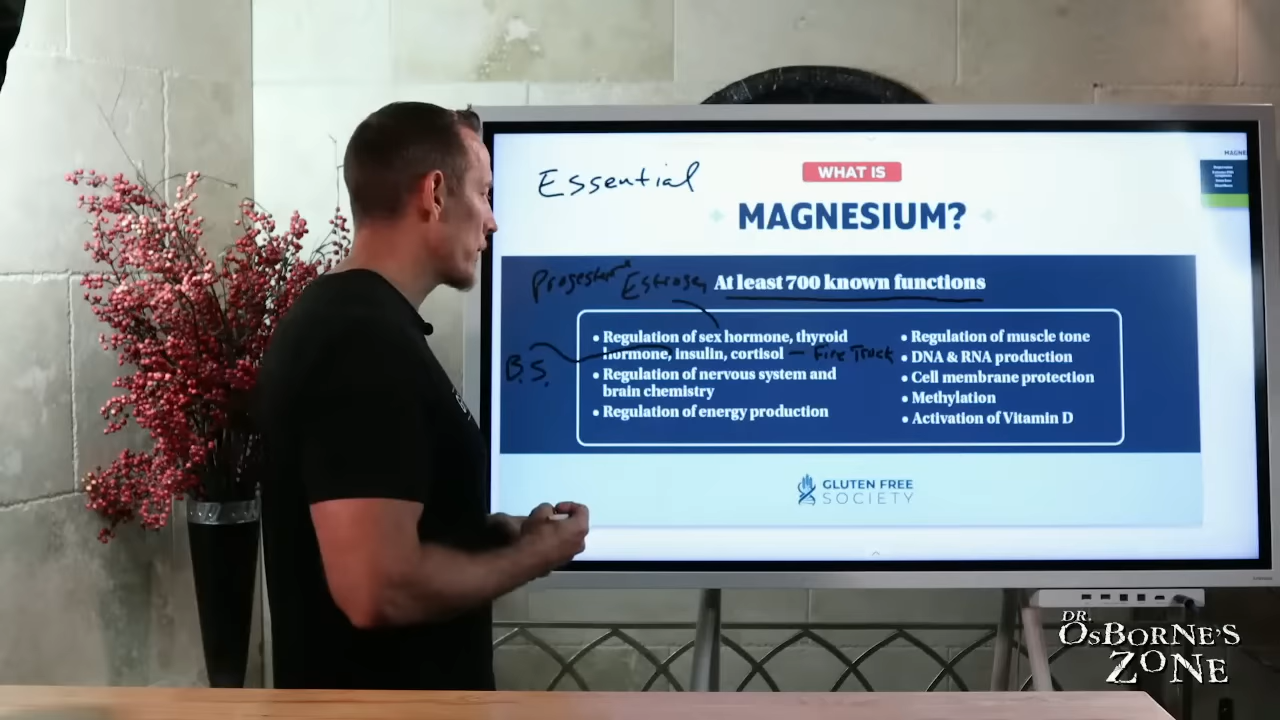 Essential
WHAT IS
MAGNESIUM?
MAGNE
Estrogen
At least 700 known functions
• Regulation of sex hormone, thyroid
hormone, insulin, cortisol – Fire Truck
B.S.
• Regulation of nervous system and
brain chemistry
• Regulation of energy production
• Regulation of muscle tone
• DNA & RNA production
• Cell membrane protection
• Methylation
• Activation of Vitamin D
GLUTEN FREE
SOCIETY
DR.
OSBORNE'S
ZONE